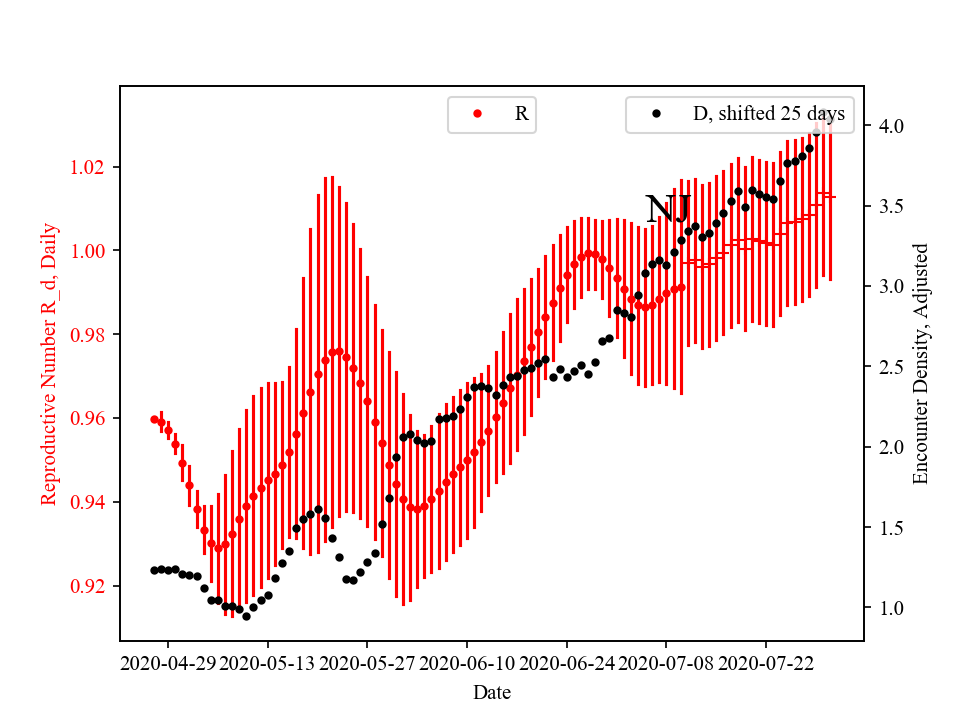 R
D, shifted 25 days
NJ
Reproductive Number R_d, Daily
1.02
1.00
0.98
0.96
0.94
0.92
4.0
3.5
3.0
2.5
2.0
1.5
1.0
Encounter Density, Adjusted
2020-04-29 2020-05-13 2020-05-27 2020-06-10 2020-06-24 2020-07-08 2020-07-22
Date